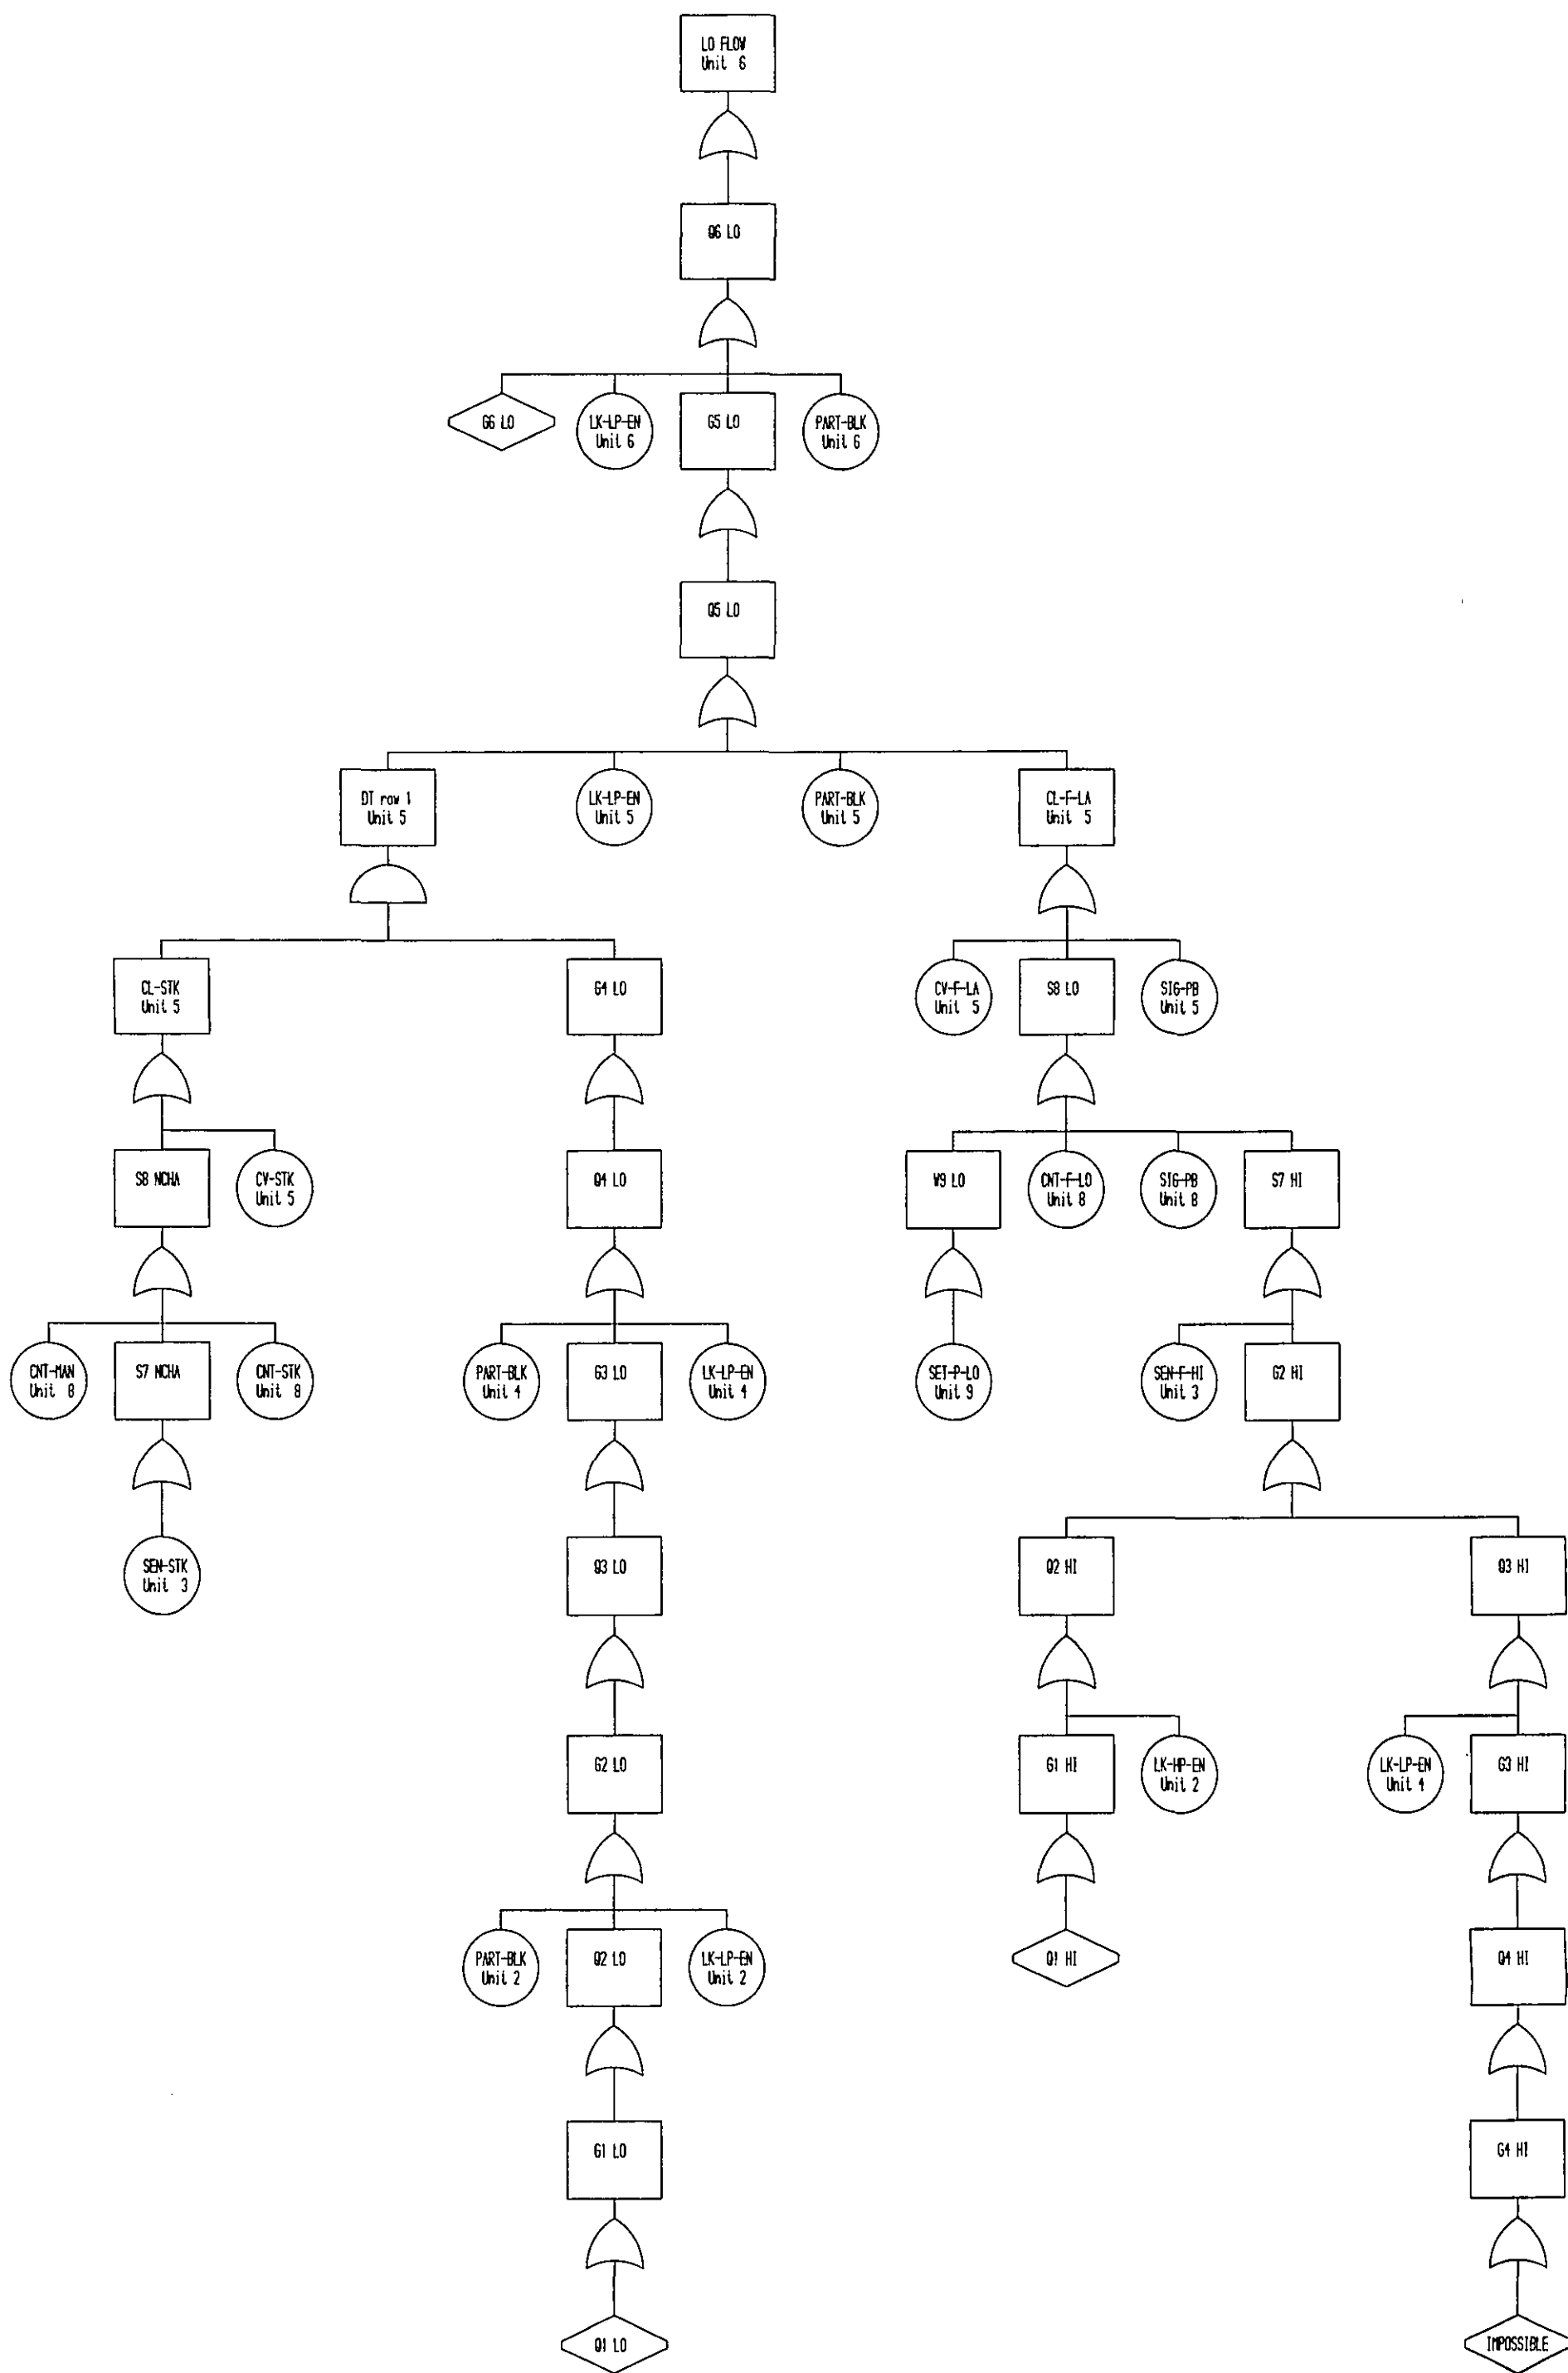 LO FLOW
Unit 6
Q6 LO
G6 LO
LK-LP-EN
Unit 6
G5 LO
PART-BLK
Unit 6
Q5 LO
DT row 1
Unit 5
LK-LP-EN
Unit 5
PART-BLK
Unit 5
CL-F-LA
Unit 5
CL-STK
Unit 5
G4 LO
CV-F-LA
Unit 5
S8 LO
SIG-PB
Unit 5
S8 NCHA
CV-STK
Unit 5
Q4 LO
V9 LO
CNT-F-LO
Unit 8
SIG-PB
Unit 8
S7 HI
CNT-MAN
Unit 8
S7 NCHA
CNT-STK
Unit 8
PART-BLK
Unit 4
G3 LO
LK-LP-EN
Unit 4
SET-P-LO
Unit 9
SEN-F-HI
Unit 3
G2 HI
SEN-STK
Unit 3
Q3 LO
Q2 HI
Q3 HI
G2 LO
G1 HI
LK-HP-EN
Unit 2
LK-LP-EN
Unit 4
G3 HI
PART-BLK
Unit 2
Q2 LO
LK-LP-EN
Unit 2
Q1 HI
Q4 HI
G1 LO
G4 HI
Q1 LO
IMPOSSIBLE